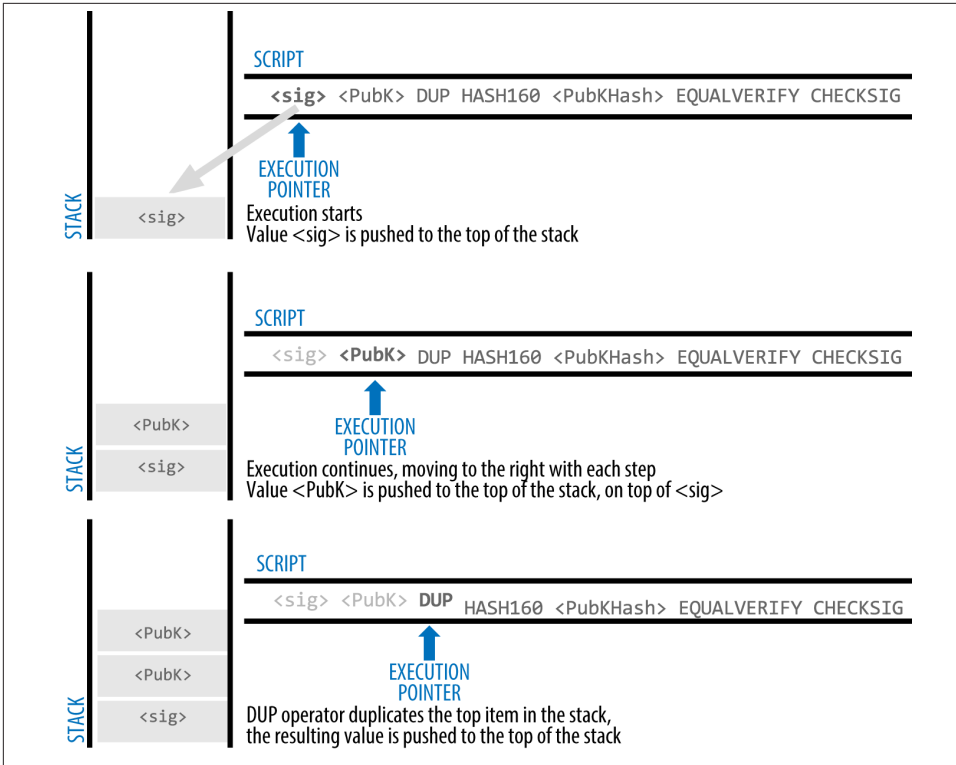 SCRIPT
<sig> <PubK> DUP HASH160 <PubKHash> EQUALVERIFY CHECKSIG
EXECUTION
POINTER
STACK
<sig>
Execution starts
Value <sig> is pushed to the top of the stack
SCRIPT
<sig> <PubK> DUP HASH160 <PubKHash> EQUALVERIFY CHECKSIG
EXECUTION
POINTER
STACK
<PubK>
<sig>
Execution continues, moving to the right with each step
Value <PubK> is pushed to the top of the stack, on top of <sig>
SCRIPT
<sig> <PubK> DUP HASH160 <PubKHash> EQUALVERIFY CHECKSIG
EXECUTION
POINTER
STACK
<PubK>
<PubK>
<sig>
DUP operator duplicates the top item in the stack,
the resulting value is pushed to the top of the stack